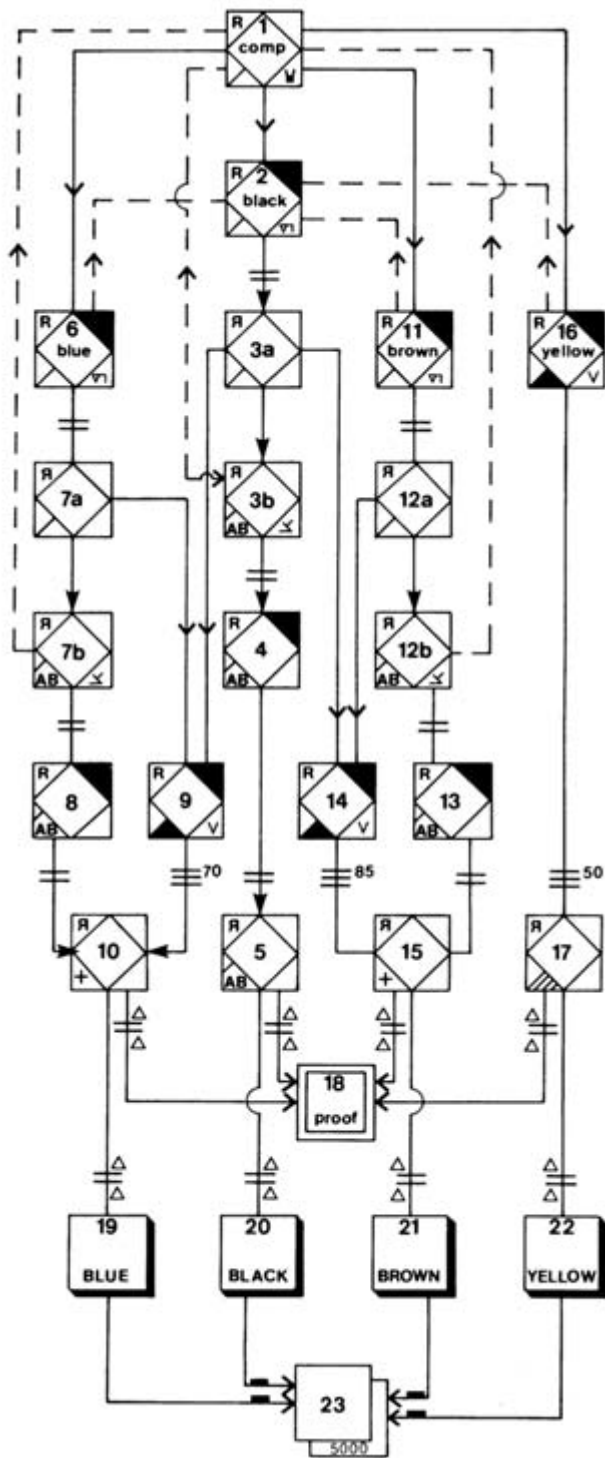 R 1
comp
W
R 2
black
R 6
blue
Я
3a
R 11
brown
R 16
yellow
V
Я
7a
Я
3b
AB
Я
12a
Я
7b
AB
R
4
AB
Я
12b
AB
R
8
AB
R
9
V
R
14
V
R
13
AB
70
85
50
Я
10
+
Я
5
AB
Я
15
+
Я
17
18
proof
19
BLUE
20
BLACK
21
BROWN
22
YELLOW
23
5000